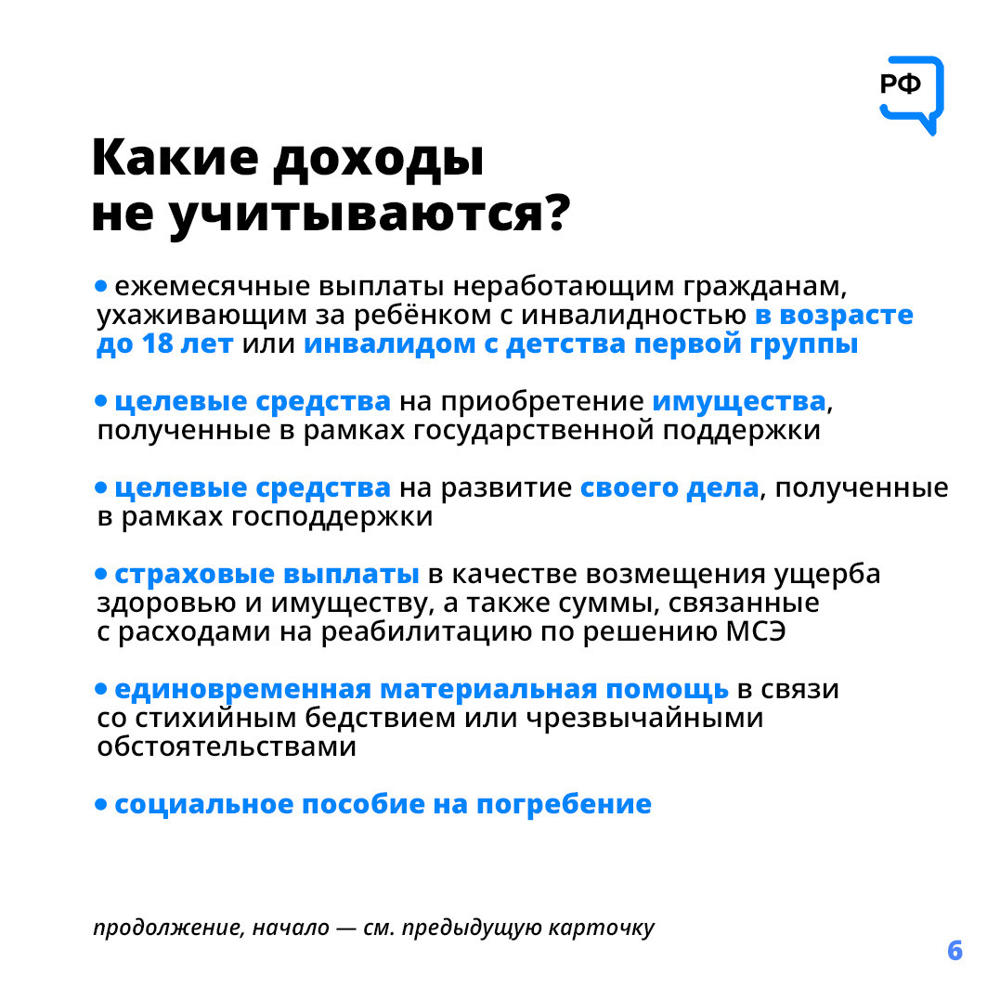 РФ
Какие доходы
не учитываются?
• ежемесячные выплаты неработающим гражданам,
ухаживающим за ребёнком с инвалидностью в возрасте
до 18 лет или инвалидом с детства первой группы
• целевые средства на приобретение имущества,
полученные в рамках государственной поддержки
• целевые средства на развитие своего дела, полученные
в рамках господдержки
• страховые выплаты в качестве возмещения ущерба
здоровью и имуществу, а также суммы, связанные
с расходами на реабилитацию по решению МСЭ
• единовременная материальная помощь в связи
со стихийным бедствием или чрезвычайными
обстоятельствами
• социальное пособие на погребение
продолжение, начало — см. предыдущую карточку
6